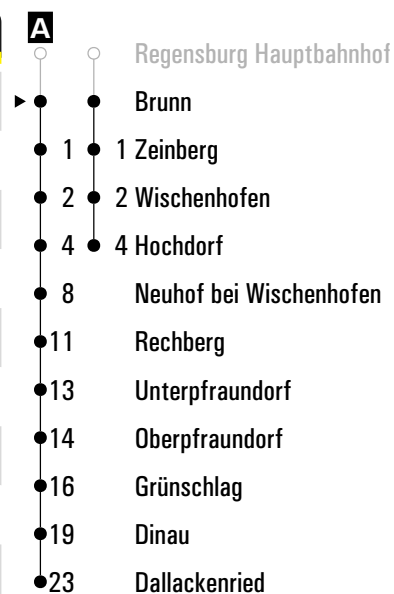 A
Regensburg Hauptbahnhof
Brunn
1 1 Zeinberg
2 2 Wischenhofen
4 4 Hochdorf
8 Neuhof bei Wischenhofen
11 Rechberg
13 Unterpfraundorf
14 Oberpfraundorf
16 Grünschlag
19 Dinau
23 Dallackenried